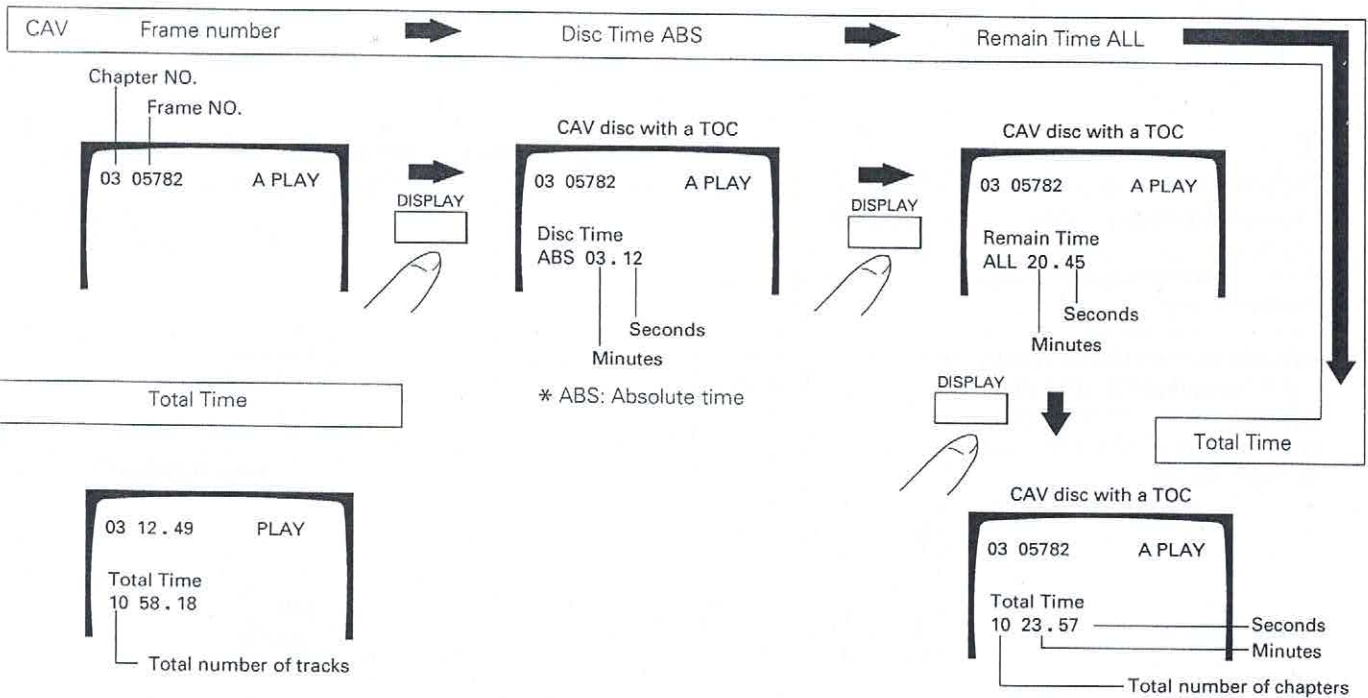 CAV Frame number Disc Time ABS Remain Time ALL
Chapter NO.
Frame NO.
03 05782 A PLAY
DISPLAY
CAV disc with a TOC
03 05782 A PLAY
Disc Time
ABS 03.12
Seconds
Minutes
* ABS: Absolute time
DISPLAY
CAV disc with a TOC
03 05782 A PLAY
Remain Time
ALL 20.45
Seconds
Minutes
DISPLAY
Total Time
CAV disc with a TOC
03 05782 A PLAY
Total Time
10 23.57
Seconds
Minutes
Total number of chapters
Total Time
03 12.49 PLAY
Total Time
10 58.18
Total number of tracks